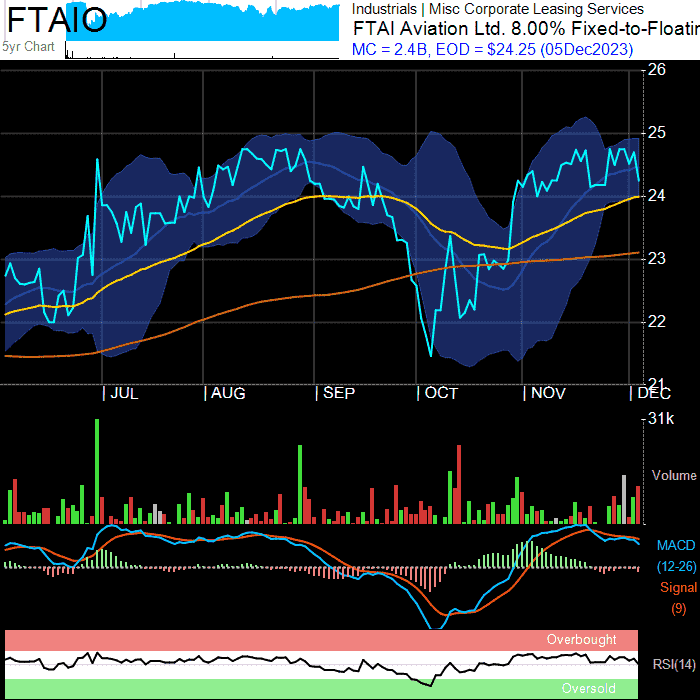 FTAIO
5yr Chart
Industrials | Misc Corporate Leasing Services
FTAI Aviation Ltd. 8.00% Fixed-to-Floatin
MC = 2.4B, EOD = $24.25 (05Dec2023)
26
25
24
23
22
21
| JUL | AUG | SEP | OCT | NOV | DEC
31k
Volume
MACD
(12-26)
Signal
(9)
Overbought
RSI(14)
Oversold